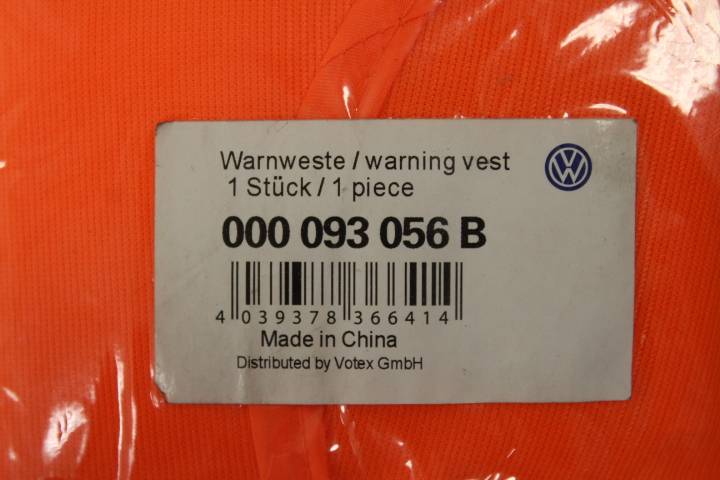 Warnweste / warning vest
1 Stück / 1 piece
000 093 056 B
4 039378 366414
Made in China
Distributed by Votex GmbH
VW